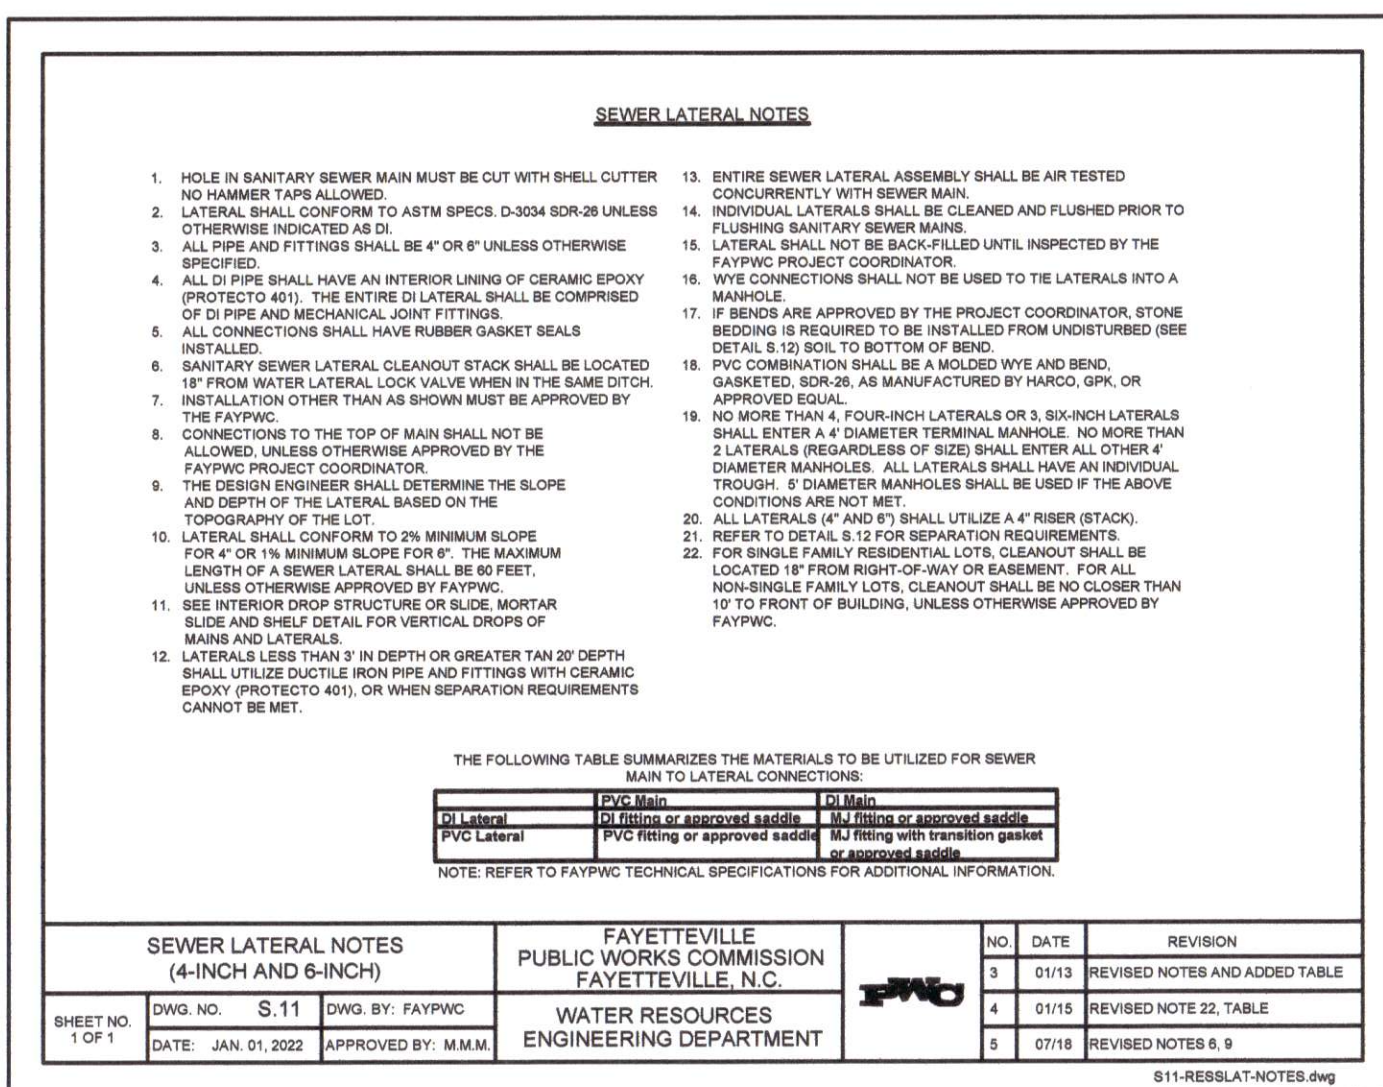 SEWER LATERAL NOTES
1. HOLE IN SANITARY SEWER MAIN MUST BE CUT WITH SHELL CUTTER
NO HAMMER TAPS ALLOWED.
2. LATERAL SHALL CONFORM TO ASTM SPECS. D-3034 SDR-26 UNLESS
OTHERWISE INDICATED AS DI.
3. ALL PIPE AND FITTINGS SHALL BE 4" OR 6" UNLESS OTHERWISE
SPECIFIED.
4. ALL DI PIPE SHALL HAVE AN INTERIOR LINING OF CERAMIC EPOXY
(PROTECTO 401). THE ENTIRE DI LATERAL SHALL BE COMPRISED
OF DI PIPE AND MECHANICAL JOINT FITTINGS.
5. ALL CONNECTIONS SHALL HAVE RUBBER GASKET SEALS
INSTALLED.
6. SANITARY SEWER LATERAL CLEANOUT STACK SHALL BE LOCATED
18" FROM WATER LATERAL LOCK VALVE WHEN IN THE SAME DITCH.
7. INSTALLATION OTHER THAN AS SHOWN MUST BE APPROVED BY
THE FAYPWC.
8. CONNECTIONS TO THE TOP OF MAIN SHALL NOT BE
ALLOWED, UNLESS OTHERWISE APPROVED BY THE
FAYPWC PROJECT COORDINATOR.
9. THE DESIGN ENGINEER SHALL DETERMINE THE SLOPE
AND DEPTH OF THE LATERAL BASED ON THE
TOPOGRAPHY OF THE LOT.
10. LATERAL SHALL CONFORM TO 2% MINIMUM SLOPE
FOR 4" OR 1% MINIMUM SLOPE FOR 6". THE MAXIMUM
LENGTH OF A SEWER LATERAL SHALL BE 60 FEET,
UNLESS OTHERWISE APPROVED BY FAYPWC.
11. SEE INTERIOR DROP STRUCTURE OR SLIDE, MORTAR
SLIDE AND SHELF DETAIL FOR VERTICAL DROPS OF
MAINS AND LATERALS.
12. LATERALS LESS THAN 3' IN DEPTH OR GREATER TAN 20' DEPTH
SHALL UTILIZE DUCTILE IRON PIPE AND FITTINGS WITH CERAMIC
EPOXY (PROTECTO 401), OR WHEN SEPARATION REQUIREMENTS
CANNOT BE MET.
13. ENTIRE SEWER LATERAL ASSEMBLY SHALL BE AIR TESTED
CONCURRENTLY WITH SEWER MAIN.
14. INDIVIDUAL LATERALS SHALL BE CLEANED AND FLUSHED PRIOR TO
FLUSHING SANITARY SEWER MAINS.
15. LATERAL SHALL NOT BE BACK-FILLED UNTIL INSPECTED BY THE
FAYPWC PROJECT COORDINATOR.
16. WYE CONNECTIONS SHALL NOT BE USED TO TIE LATERALS INTO A
MANHOLE.
17. IF BENDS ARE APPROVED BY THE PROJECT COORDINATOR, STONE
BEDDING IS REQUIRED TO BE INSTALLED FROM UNDISTURBED (SEE
DETAIL S.12) SOIL TO BOTTOM OF BEND.
18. PVC COMBINATION SHALL BE A MOLDED WYE AND BEND,
GASKETED, SDR-26, AS MANUFACTURED BY HARCO, GPK, OR
APPROVED EQUAL.
19. NO MORE THAN 4, FOUR-INCH LATERALS OR 3, SIX-INCH LATERALS
SHALL ENTER A 4' DIAMETER TERMINAL MANHOLE. NO MORE THAN
2 LATERALS (REGARDLESS OF SIZE) SHALL ENTER ALL OTHER 4'
DIAMETER MANHOLES. ALL LATERALS SHALL HAVE AN INDIVIDUAL
TROUGH. 5' DIAMETER MANHOLES SHALL BE USED IF THE ABOVE
CONDITIONS ARE NOT MET.
20. ALL LATERALS (4" AND 6") SHALL UTILIZE A 4" RISER (STACK).
21. REFER TO DETAIL S.12 FOR SEPARATION REQUIREMENTS.
22. FOR SINGLE FAMILY RESIDENTIAL LOTS, CLEANOUT SHALL BE
LOCATED 18" FROM RIGHT-OF-WAY OR EASEMENT. FOR ALL
NON-SINGLE FAMILY LOTS, CLEANOUT SHALL BE NO CLOSER THAN
10' TO FRONT OF BUILDING, UNLESS OTHERWISE APPROVED BY
FAYPWC.
THE FOLLOWING TABLE SUMMARIZES THE MATERIALS TO BE UTILIZED FOR SEWER
MAIN TO LATERAL CONNECTIONS:
PVC Main DI Main
DI Lateral DI fitting or approved saddle MJ fitting or approved saddle
PVC Lateral PVC fitting or approved saddle MJ fitting with transition gasket
or approved saddle
NOTE: REFER TO FAYPWC TECHNICAL SPECIFICATIONS FOR ADDITIONAL INFORMATION.
SEWER LATERAL NOTES
(4-INCH AND 6-INCH)
SHEET NO.
1 OF 1
DWG. NO. S.11
DWG. BY: FAYPWC
DATE: JAN. 01, 2022
APPROVED BY: M.M.M.
FAYETTEVILLE
PUBLIC WORKS COMMISSION
FAYETTEVILLE, N.C.
WATER RESOURCES
ENGINEERING DEPARTMENT
PWC
NO. DATE REVISION
3 01/13 REVISED NOTES AND ADDED TABLE
4 01/15 REVISED NOTE 22, TABLE
5 07/18 REVISED NOTES 6, 9
S11-RESSLAT-NOTES.dwg